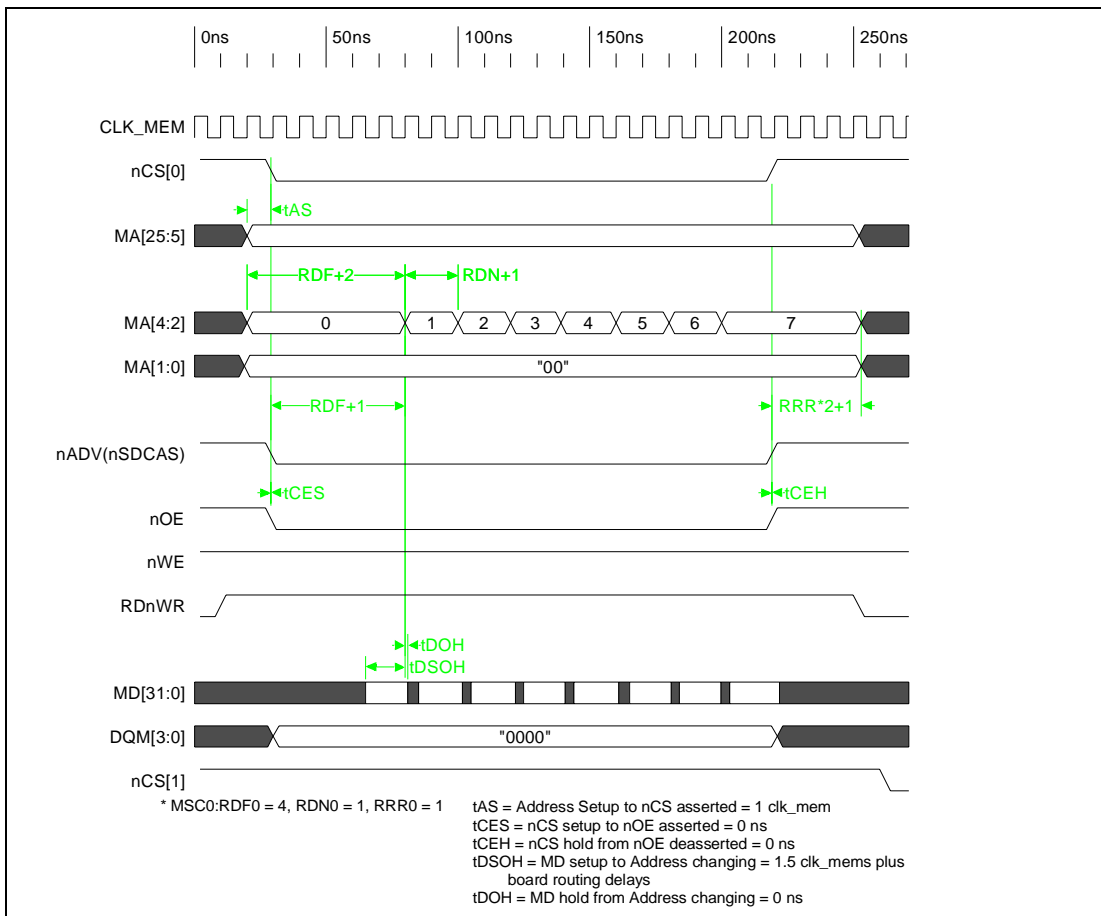 0ns 50ns 100ns 150ns 200ns 250ns
CLK_MEM
nCS[0]
tAS
MA[25:5]
RDF+2 RDN+1
MA[4:2] 0 1 2 3 4 5 6 7
MA[1:0] "00"
RDF+1 RRR*2+1
nADV(nSDCAS)
tCES tCEH
nOE
nWE
RDnWR
tDOH
tDSOH
MD[31:0]
DQM[3:0] "0000"
nCS[1]
* MSC0:RDF0 = 4, RDN0 = 1, RRR0 = 1
tAS = Address Setup to nCS asserted = 1 clk_mem
tCES = nCS setup to nOE asserted = 0 ns
tCEH = nCS hold from nOE deasserted = 0 ns
tDSOH = MD setup to Address changing = 1.5 clk_mems plus
board routing delays
tDOH = MD hold from Address changing = 0 ns